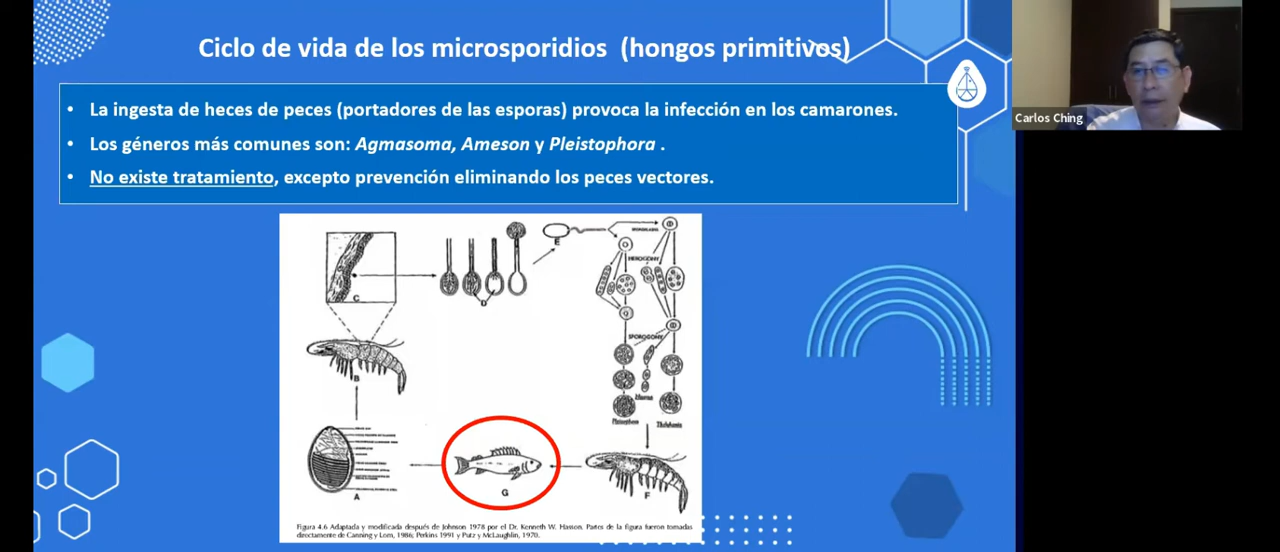 Ciclo de vida de los microsporidios (hongos primitivos)
• La ingesta de heces de peces (portadores de las esporas) provoca la infección en los camarones.
• Los géneros más comunes son: Agmasoma, Ameson y Pleistophora .
• No existe tratamiento, excepto prevención eliminando los peces vectores.
Carlos Ching
E
MEROGONY
C
D
SPOROGONY
B
A
G
F
Figura 4.6 Adaptada y modificada después de Johnson 1978 por el Dr. Kenneth W. Hasson. Partes de la figura fueron tomadas
directamente de Canning y Lom, 1986; Perkins 1991 y Putz y McLaughlin, 1970.